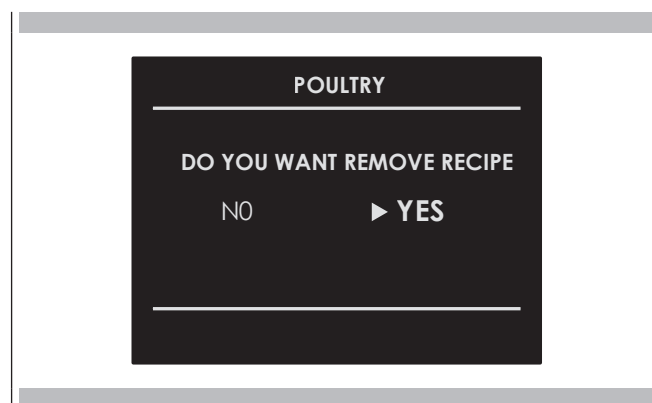 POULTRY
DO YOU WANT REMOVE RECIPE
N0 ▶ YES